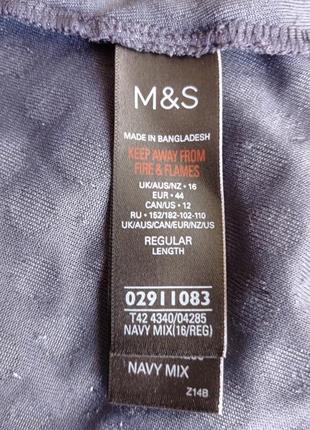 M&S
MADE IN BANGLADESH
KEEP AWAY FROM
FIRE & FLAMES
UK/AUS/NZ • 16
EUR • 44
CAN/US • 12
RU • 152/182-102-110
UK/AUS/CAN/EUR/NZ/US
REGULAR
LENGTH
02911083
T42 4340/04285
NAVY MIX(16/REG)
NAVY MIX
Z14B